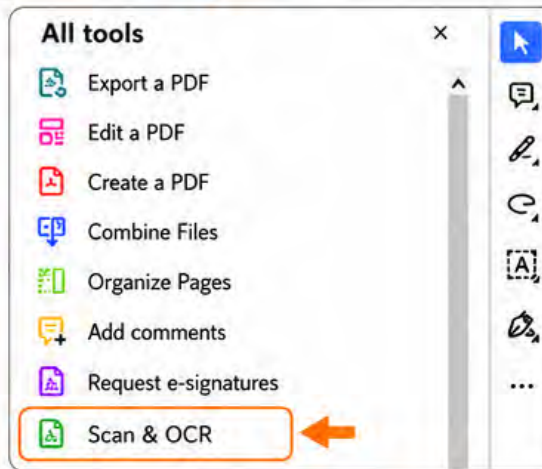 All tools
Export a PDF
Edit a PDF
Create a PDF
Combine Files
Organize Pages
Add comments
Request e-signatures
Scan & OCR
A